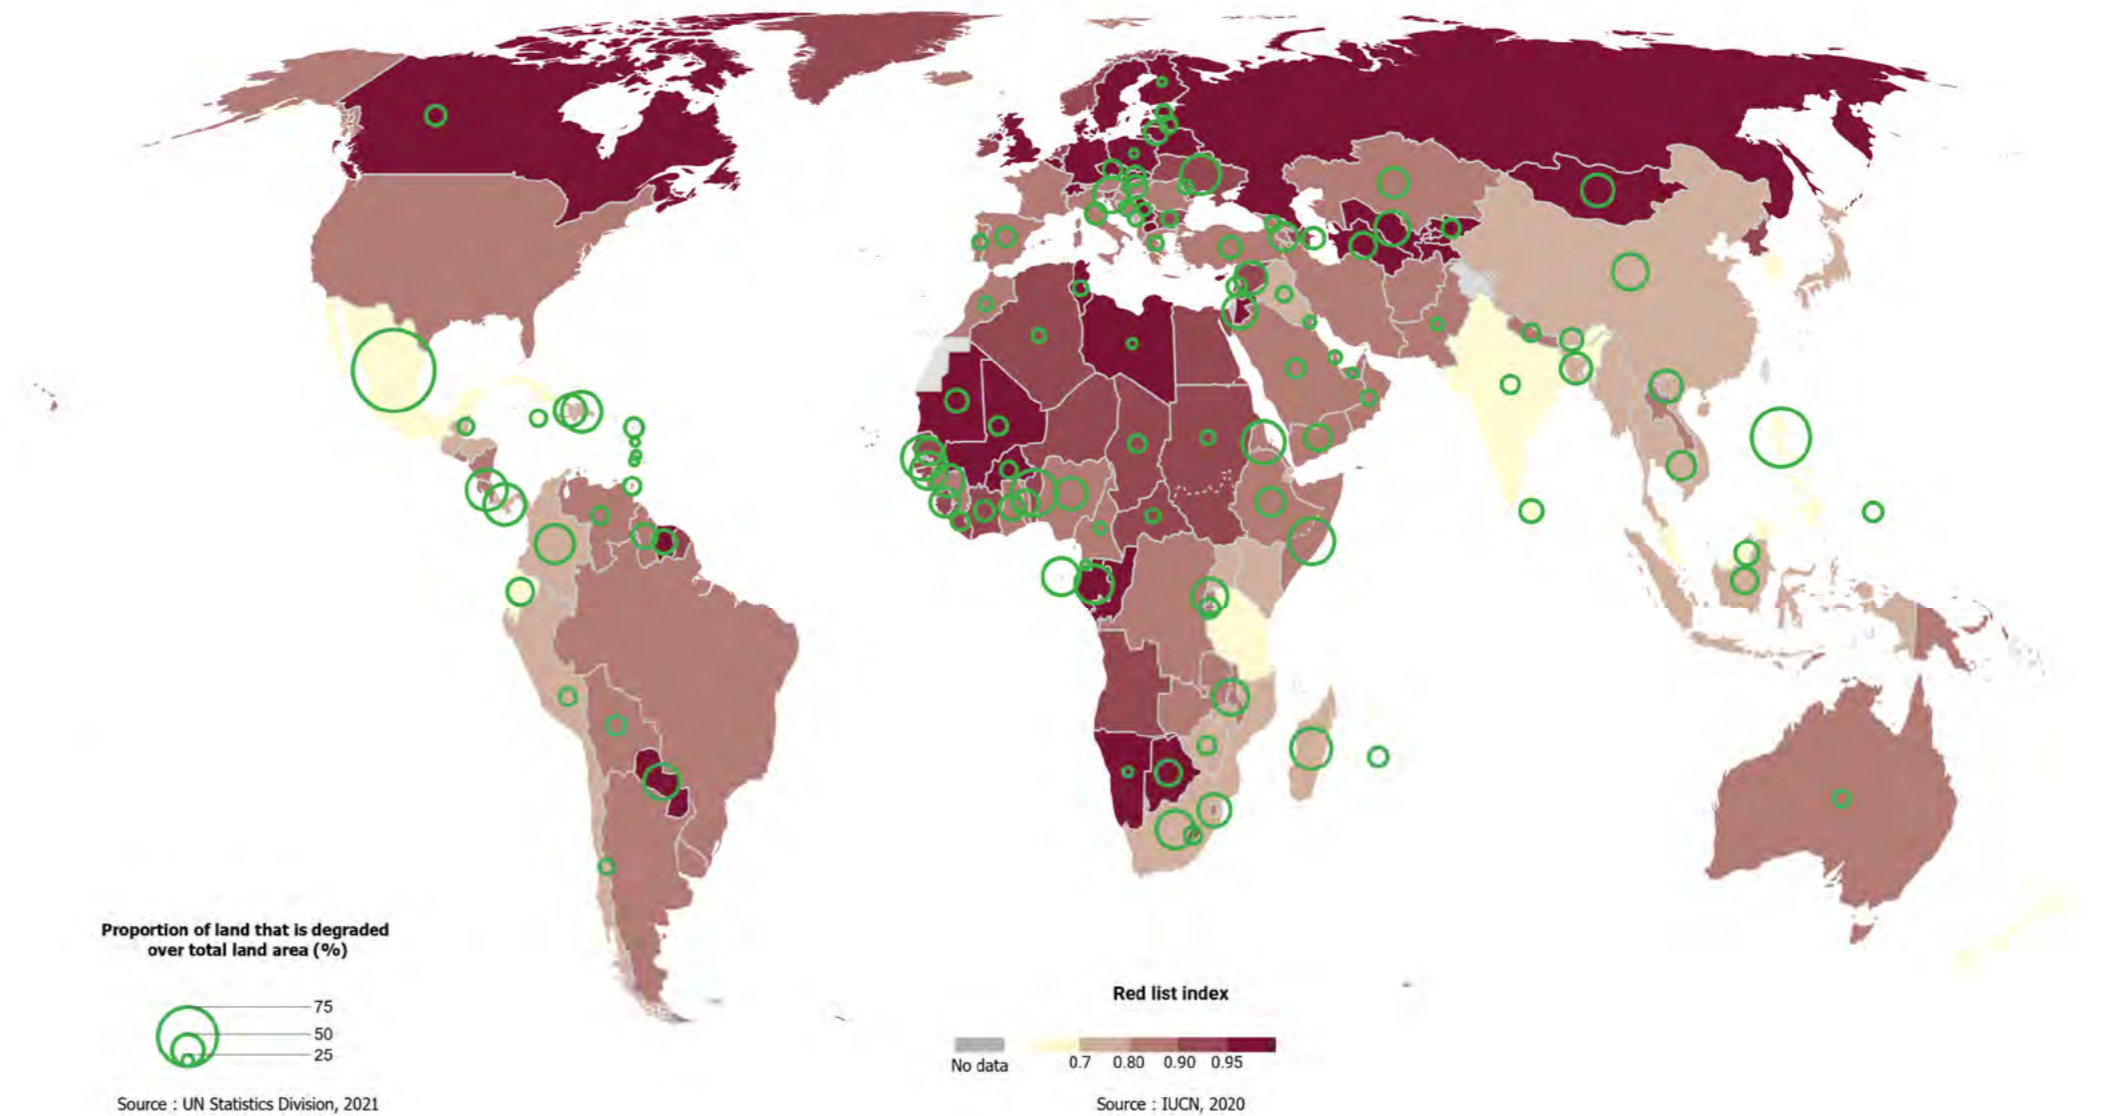 Proportion of land that is degraded
over total land area (%)
75
50
25
Source : UN Statistics Division, 2021
Red list index
No data
0.7 0.80 0.90 0.95
Source : IUCN, 2020